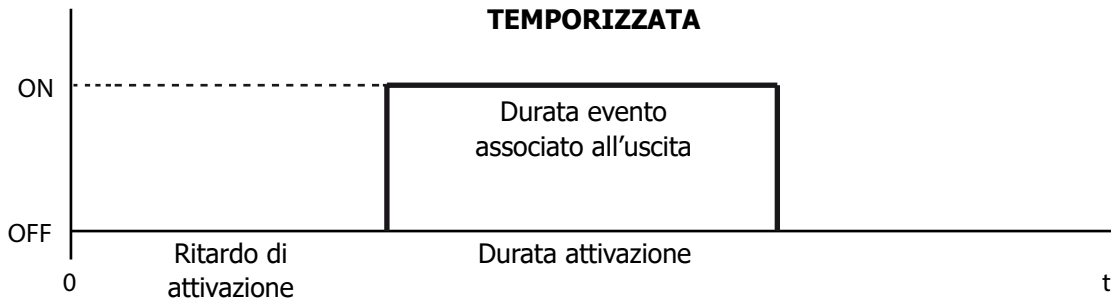 TEMPORIZZATA
ON
Durata evento
associato all’uscita
OFF
Ritardo di
attivazione
Durata attivazione
0
t